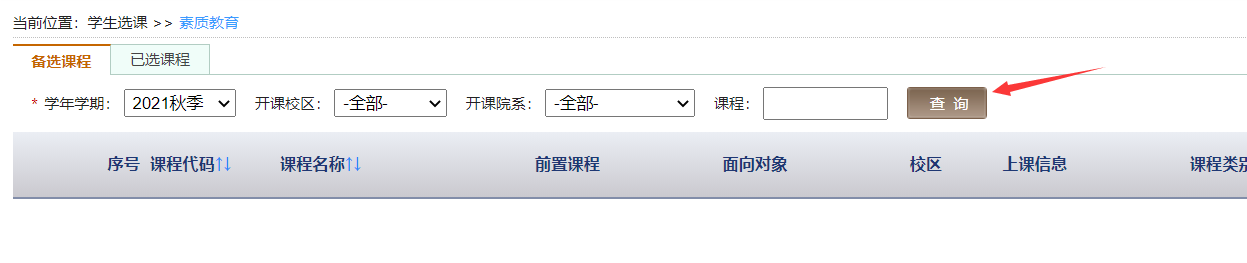 当前位置：学生选课 >> 素质教育
备选课程 已选课程
* 学年学期： 2021秋季 开课校区： -全部- 开课院系： -全部- 课程： 查 询
序号 课程代码↑↓ 课程名称↑↓ 前置课程 面向对象 校区 上课信息 课程类别